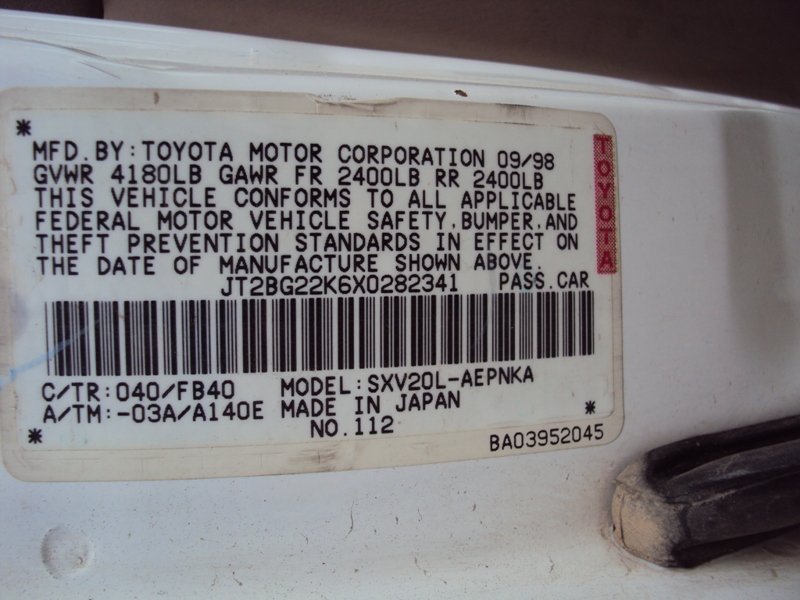 MFD.BY:TOYOTA MOTOR CORPORATION 09/98
GVWR 4180LB GAWR FR 2400LB RR 2400LB
THIS VEHICLE CONFORMS TO ALL APPLICABLE
FEDERAL MOTOR VEHICLE SAFETY,BUMPER,AND
THEFT PREVENTION STANDARDS IN EFFECT ON
THE DATE OF MANUFACTURE SHOWN ABOVE.
JT2BG22K6X0282341 PASS.CAR
TOYOTA
C/TR:040/FB40 MODEL:SXV20L-AEPNKA
A/TM:-03A/A140E MADE IN JAPAN
NO.112
BA03952045